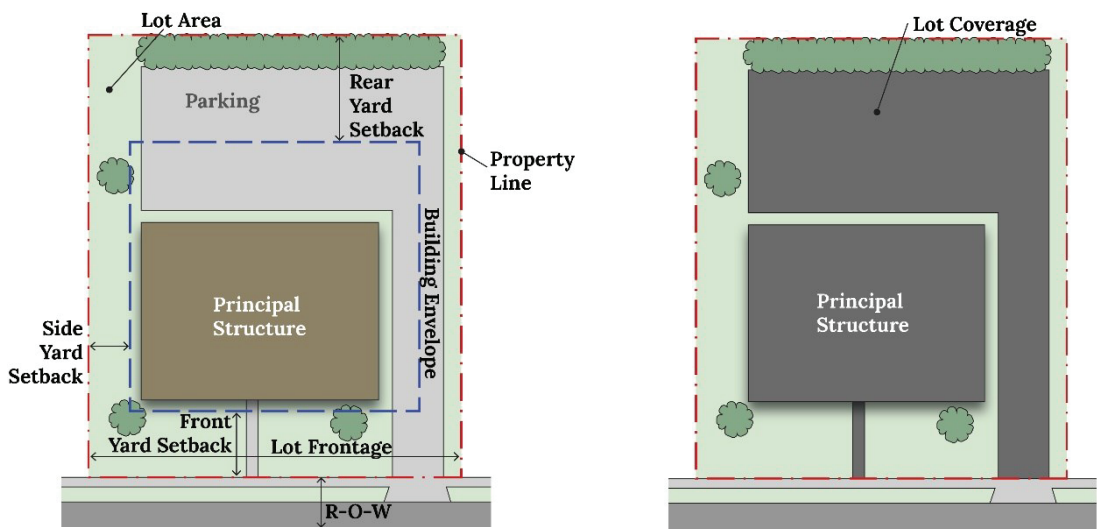 Lot Area
Parking
Rear
Yard
Setback
Property
Line
Building Envelope
Principal
Structure
Side
Yard
Setback
Front
Yard Setback
Lot Frontage
R-O-W
Lot Coverage
Principal
Structure